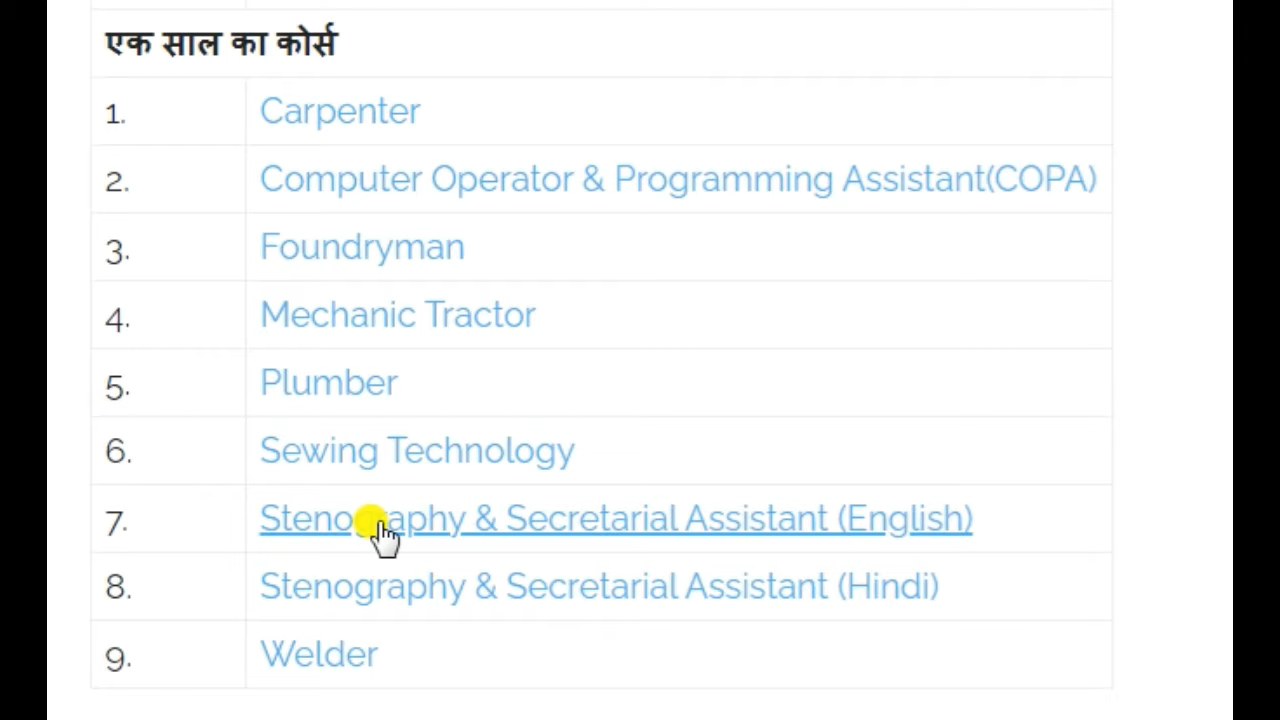 एक साल का कोर्स
1. Carpenter
2. Computer Operator & Programming Assistant(COPA)
3. Foundryman
4. Mechanic Tractor
5. Plumber
6. Sewing Technology
7. Stenography & Secretarial Assistant (English)
8. Stenography & Secretarial Assistant (Hindi)
9. Welder